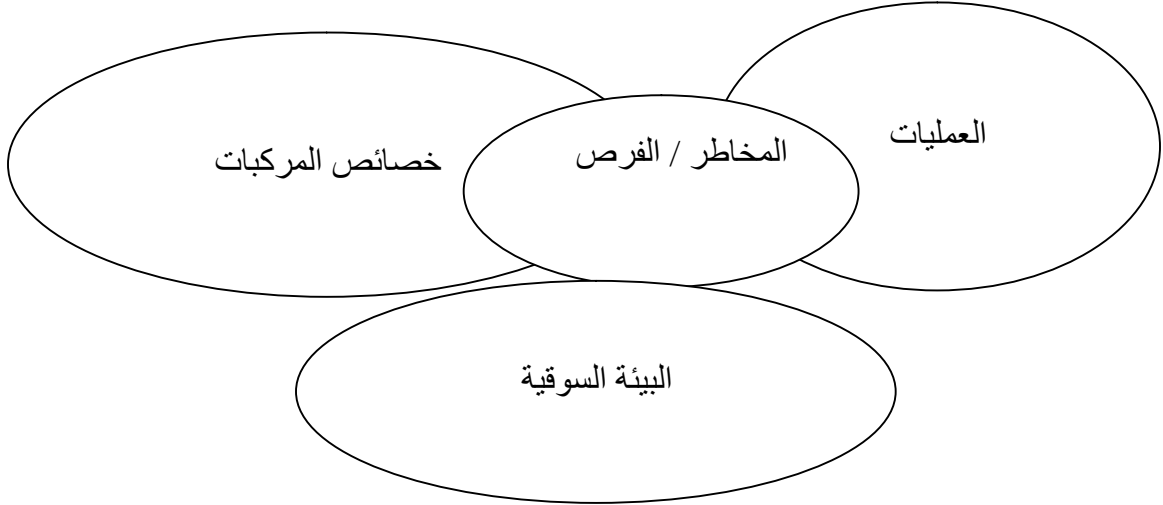 العمليات
المخاطر / الفرص
خصائص المركبات
البيئة السوقية